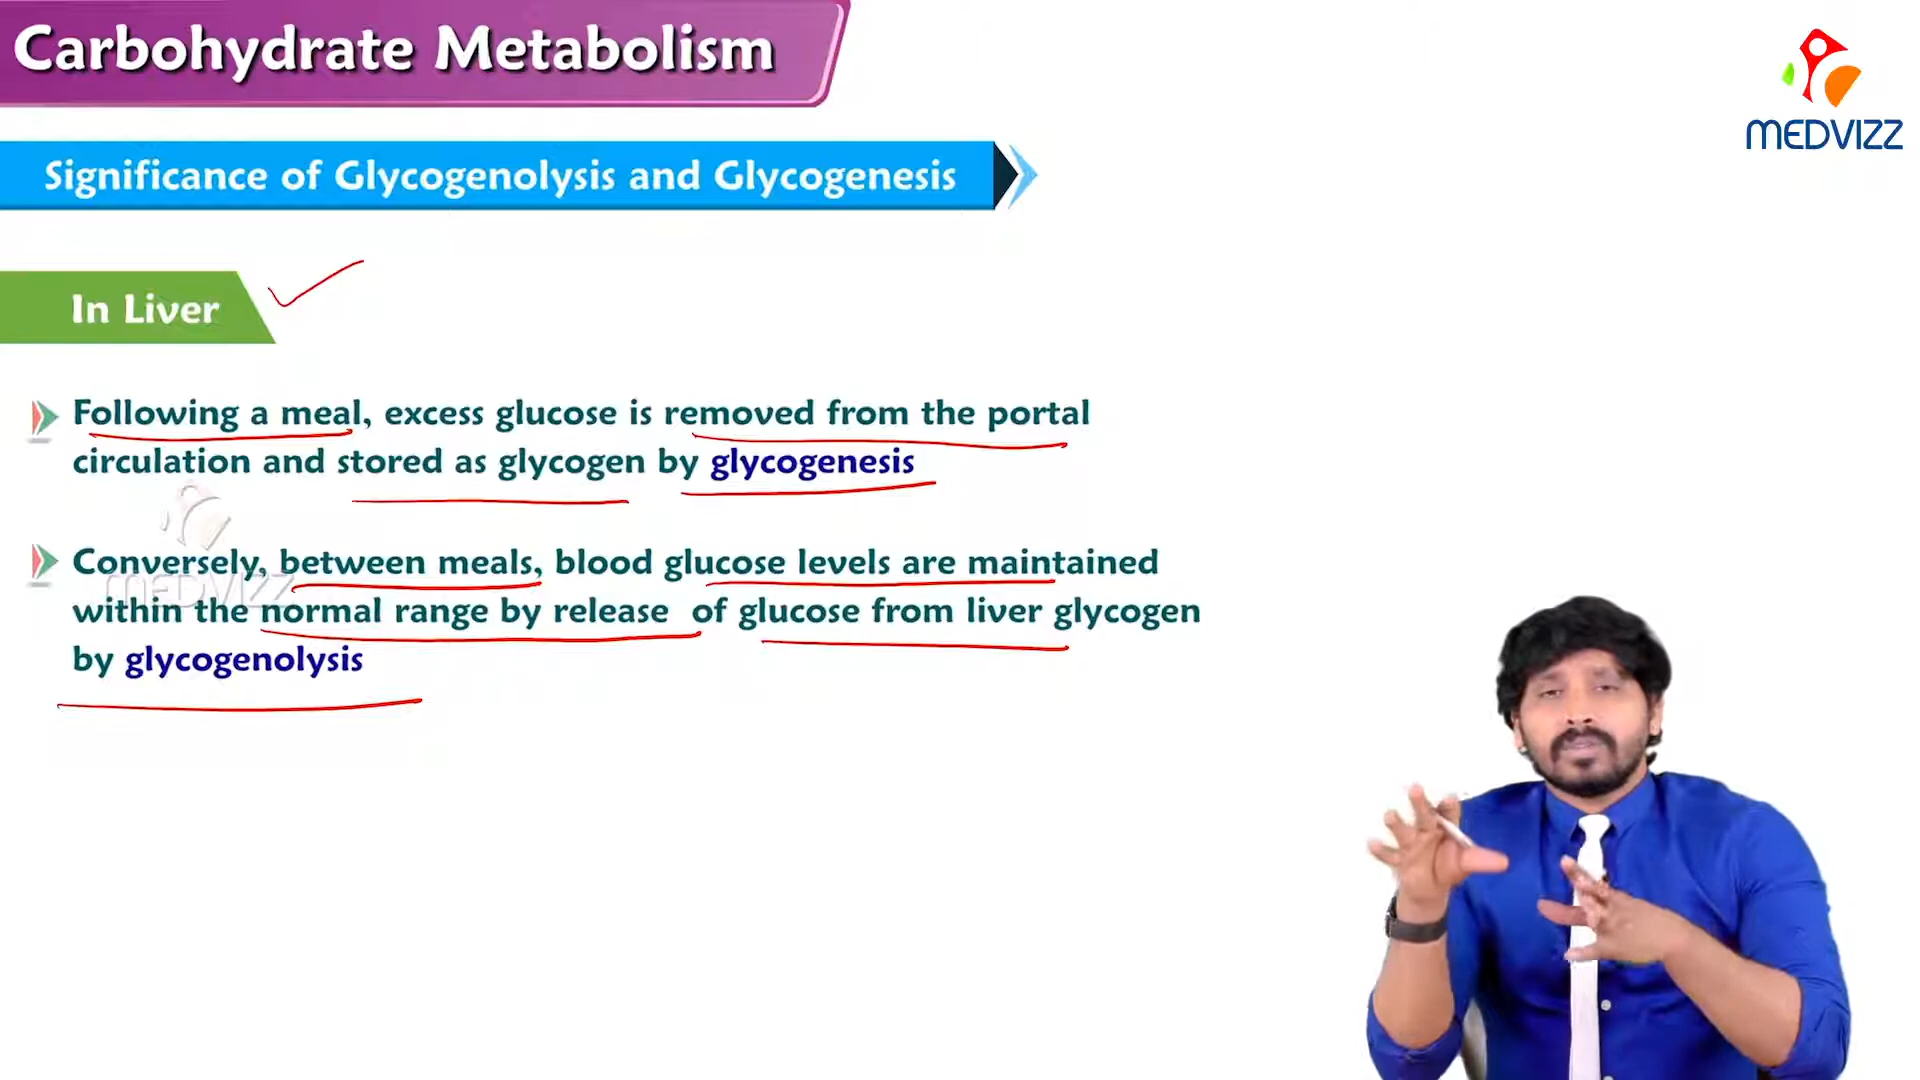 Carbohydrate Metabolism
MEDVIZZ
Significance of Glycogenolysis and Glycogenesis
In Liver
Following a meal, excess glucose is removed from the portal
circulation and stored as glycogen by glycogenesis
Conversely, between meals, blood glucose levels are maintained
MEDVIZZ
within the normal range by release of glucose from liver glycogen
by glycogenolysis